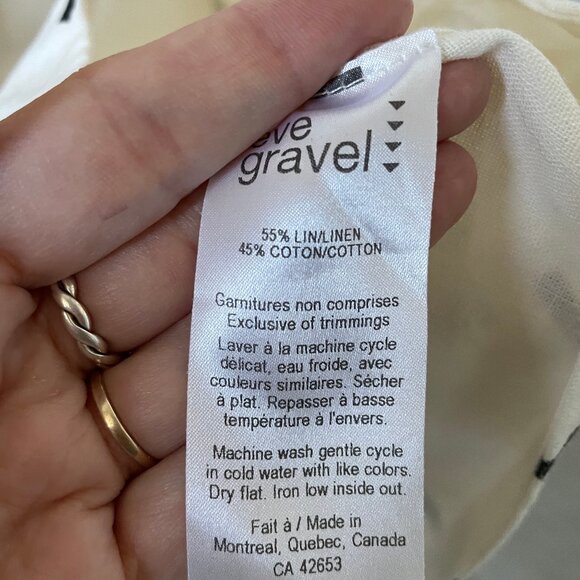 eve
gravel
55% LIN/LINEN
45% COTON/COTTON
Garnitures non comprises
Exclusive of trimmings
Laver à la machine cycle
délicat, eau froide, avec
couleurs similaires. Sécher
à plat. Repasser à basse
température à l'envers.
Machine wash gentle cycle
in cold water with like colors.
Dry flat. Iron low inside out.
Fait à / Made in
Montreal, Quebec, Canada
CA 42653